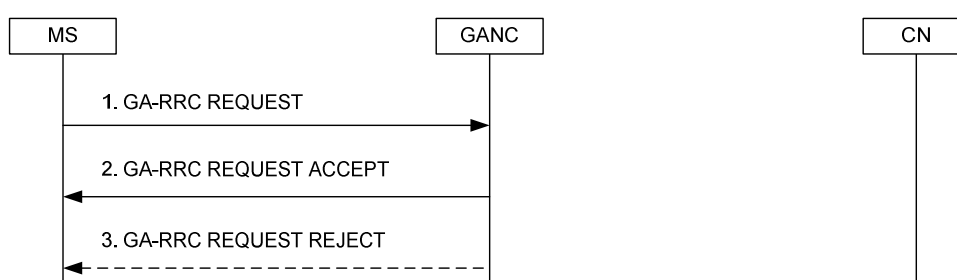 MS
GANC
CN
1. GA-RRC REQUEST
2. GA-RRC REQUEST ACCEPT
3. GA-RRC REQUEST REJECT